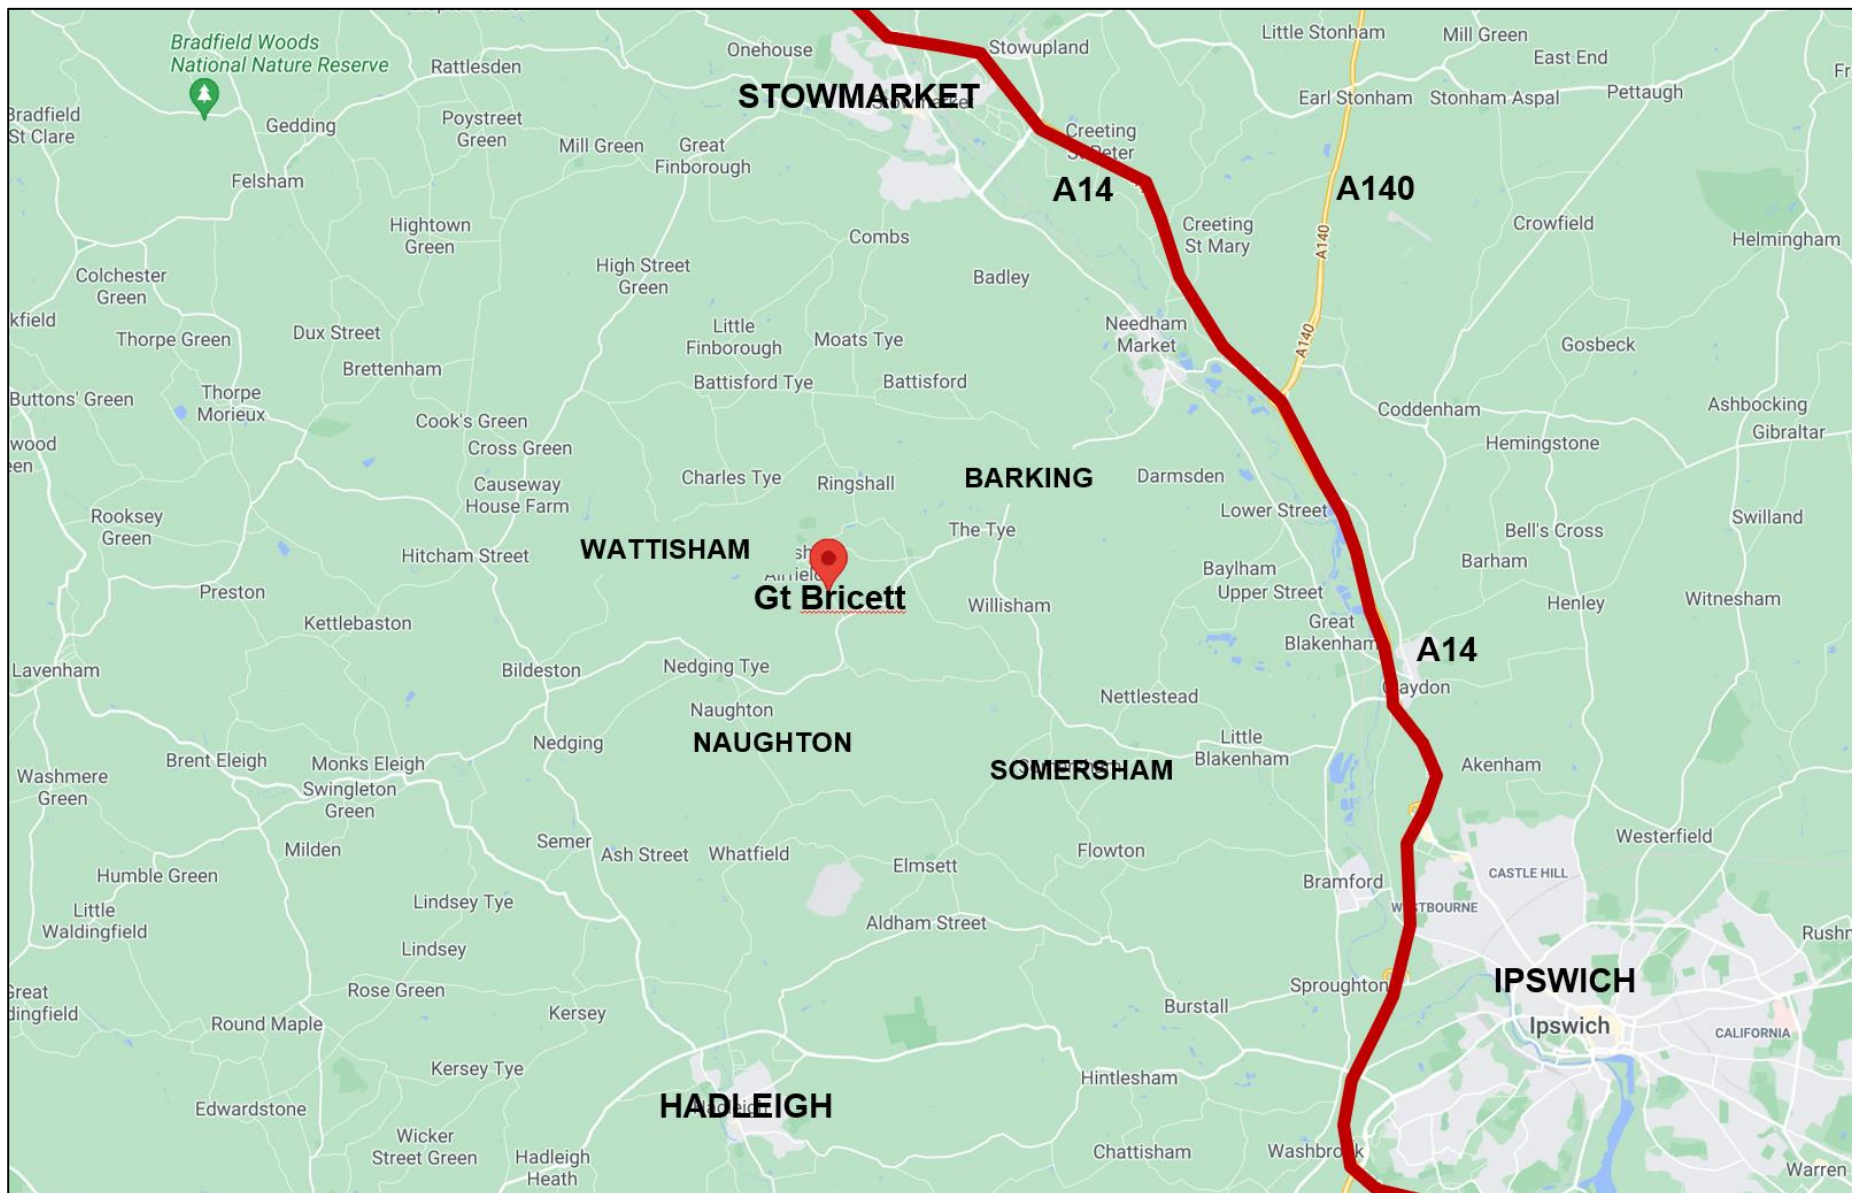 Bradfield Woods
National Nature Reserve
Rattlesden
Onehouse
Stowupland
Little Stonham
Mill Green
East End
STOWMARKET
Earl Stonham
Stonham Aspal
Pettaugh
Bradfield
St Clare
Gedding
Poystreet
Green
Mill Green
Great
Finborough
Creeting
St Peter
Felsham
A14
A140
Hightown
Green
Combs
Creeting
St Mary
Crowfield
Helmingham
A140
Colchester
Green
High Street
Green
Badley
Thorpe Green
Dux Street
Little
Finborough
Moats Tye
Needham
Market
A140
Gosbeck
Brettenham
Battisford Tye
Battisford
Buttons' Green
Thorpe
Morieux
Coddenham
Ashbocking
Cook's Green
Gibraltar
Cross Green
Hemingstone
Charles Tye
Ringshall
BARKING
Darmsden
Causeway
House Farm
Lower Street
Rooksey
Green
The Tye
Bell's Cross
Swilland
Hitcham Street
WATTISHAM
Airfield
Gt Bricett
Barham
Baylham
Upper Street
Preston
Willisham
Henley
Witnesham
Kettlebaston
Great
Blakenham
Lavenham
Bildeston
Nedging Tye
A14
Claydon
Nettlestead
Naughton
NAUGHTON
Nedging
Little
Blakenham
Brent Eleigh
Monks Eleigh
SOMERSHAM
Akenham
Washmere
Green
Swingleton
Green
Milden
Semer
Ash Street
Whatfield
Elmsett
Flowton
Westerfield
Humble Green
Bramford
CASTLE HILL
Little
Waldingfield
Lindsey Tye
WESTBOURNE
Aldham Street
Lindsey
Rose Green
Sproughton
IPSWICH
Round Maple
Kersey
Burstall
Ipswich
CALIFORNIA
Kersey Tye
Hintlesham
Edwardstone
HADLEIGH
Wicker
Street Green
Hadleigh
Heath
Chattisham
Washbrook
Warren